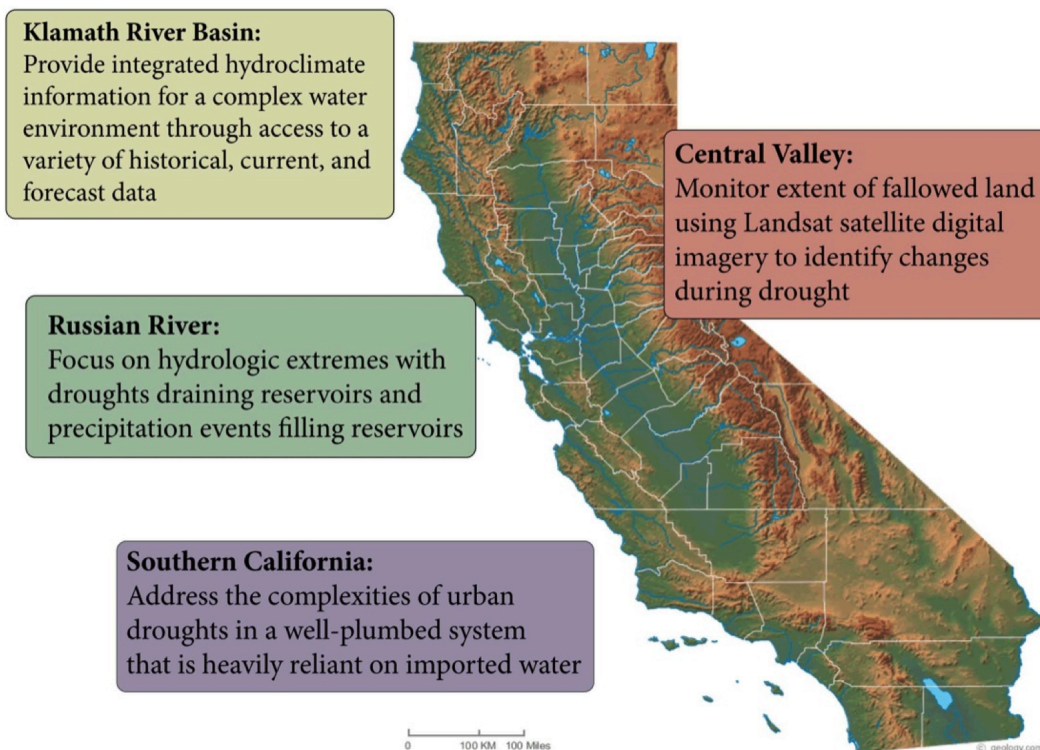 Klamath River Basin:
Provide integrated hydroclimate
information for a complex water
environment through access to a
variety of historical, current, and
forecast data
Central Valley:
Monitor extent of fallowed land
using Landsat satellite digital
imagery to identify changes
during drought
Russian River:
Focus on hydrologic extremes with
droughts draining reservoirs and
precipitation events filling reservoirs
Southern California:
Address the complexities of urban
droughts in a well-plumbed system
that is heavily reliant on imported water
0 100 KM 100 Miles
© geology.com